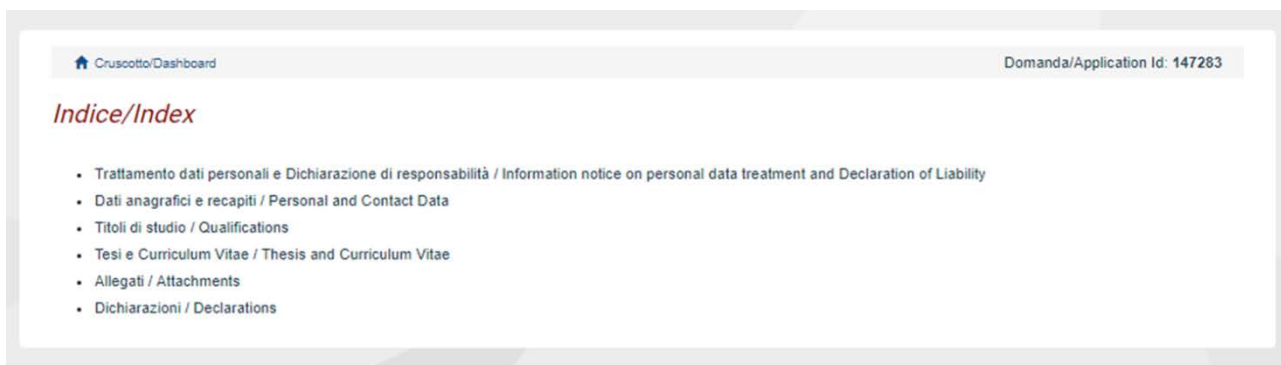 Cruscotto/Dashboard
Domanda/Application Id: 147283
Indice/Index
Trattamento dati personali e Dichiarazione di responsabilità / Information notice on personal data treatment and Declaration of Liability
Dati anagrafici e recapiti / Personal and Contact Data
Titoli di studio / Qualifications
Tesi e Curriculum Vitae / Thesis and Curriculum Vitae
Allegati / Attachments
Dichiarazioni / Declarations